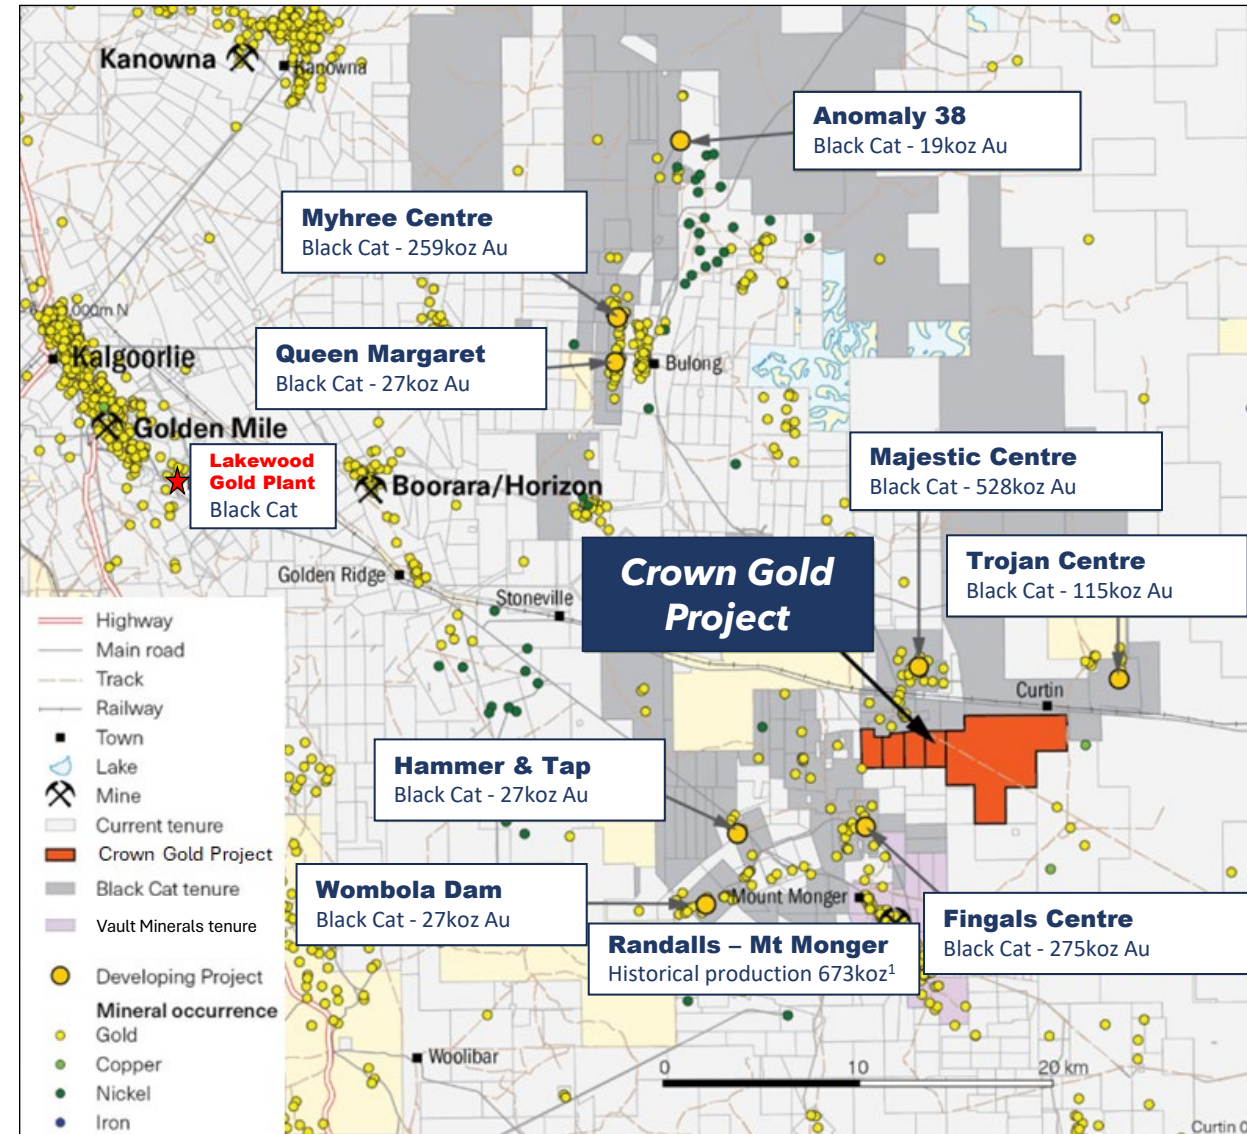 Kanowna
Kanowna
Anomaly 38
Black Cat - 19koz Au
Myhree Centre
Black Cat - 259koz Au
000m N
Kalgoorlie
Queen Margaret
Black Cat - 27koz Au
Bulong
Golden Mile
Lakewood
Gold Plant
Black Cat
Boorara/Horizon
Majestic Centre
Black Cat - 528koz Au
Crown Gold
Project
Trojan Centre
Black Cat - 115koz Au
Golden Ridge
Stoneville
Curtin
Hammer & Tap
Black Cat - 27koz Au
Wombola Dam
Black Cat - 27koz Au
Mount Monger
Randalls – Mt Monger
Historical production 673koz¹
Fingals Centre
Black Cat - 275koz Au
Woolibar
0 10 20 km
Curtin 0
Highway
Main road
Track
Railway
Town
Lake
Mine
Current tenure
Crown Gold Project
Black Cat tenure
Vault Minerals tenure
Developing Project
Mineral occurrence
Gold
Copper
Nickel
Iron